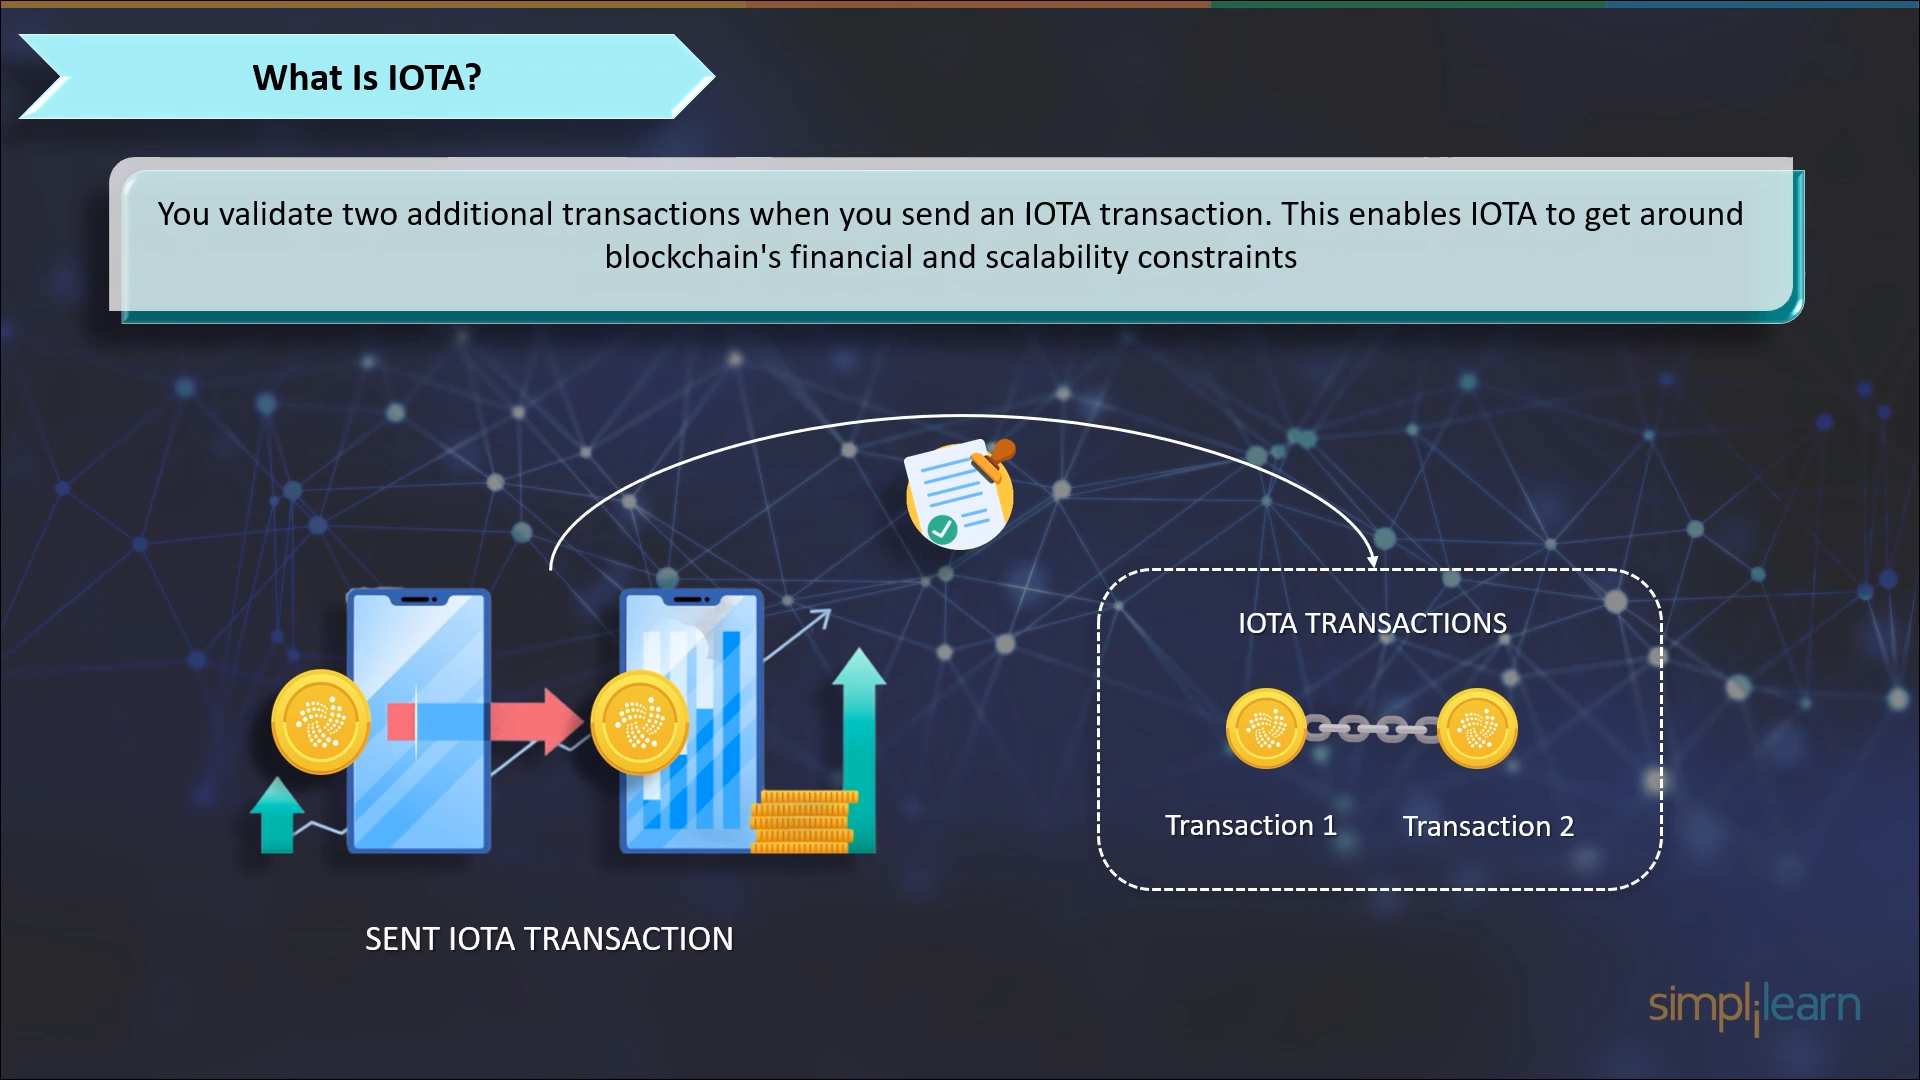 What Is IOTA?
You validate two additional transactions when you send an IOTA transaction. This enables IOTA to get around
blockchain's financial and scalability constraints
IOTA TRANSACTIONS
Transaction 1
Transaction 2
SENT IOTA TRANSACTION
simplilearn